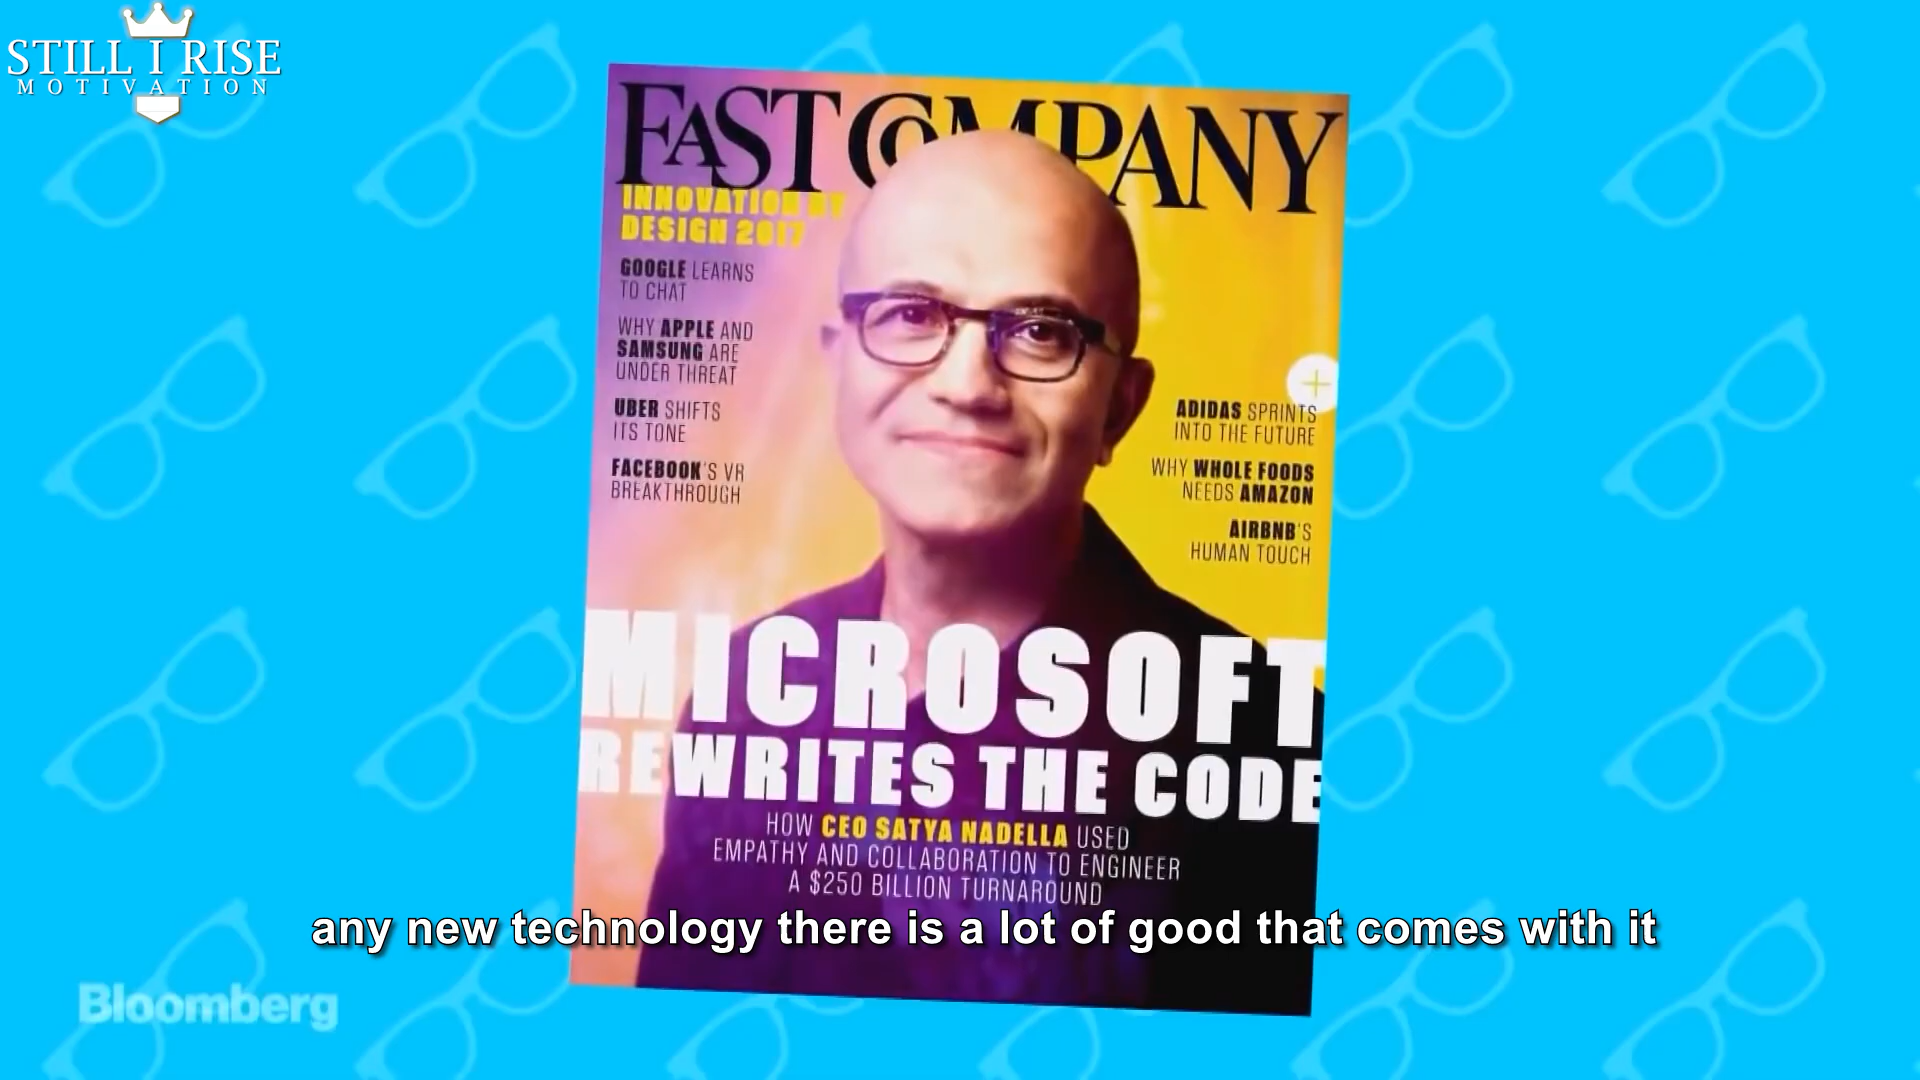 STILL I RISE
MOTIVATION
FAST COMPANY
INNOVATION BY
DESIGN 2017
GOOGLE LEARNS
TO CHAT
WHY APPLE AND
SAMSUNG ARE
UNDER THREAT
UBER SHIFTS
ITS TONE
FACEBOOK'S VR
BREAKTHROUGH
ADIDAS SPRINTS
INTO THE FUTURE
WHY WHOLE FOODS
NEEDS AMAZON
AIRBNB'S
HUMAN TOUCH
MICROSOFT
REWRITES THE CODE
HOW CEO SATYA NADELLA USED
EMPATHY AND COLLABORATION TO ENGINEER
A $250 BILLION TURNAROUND
any new technology there is a lot of good that comes with it
Bloomberg